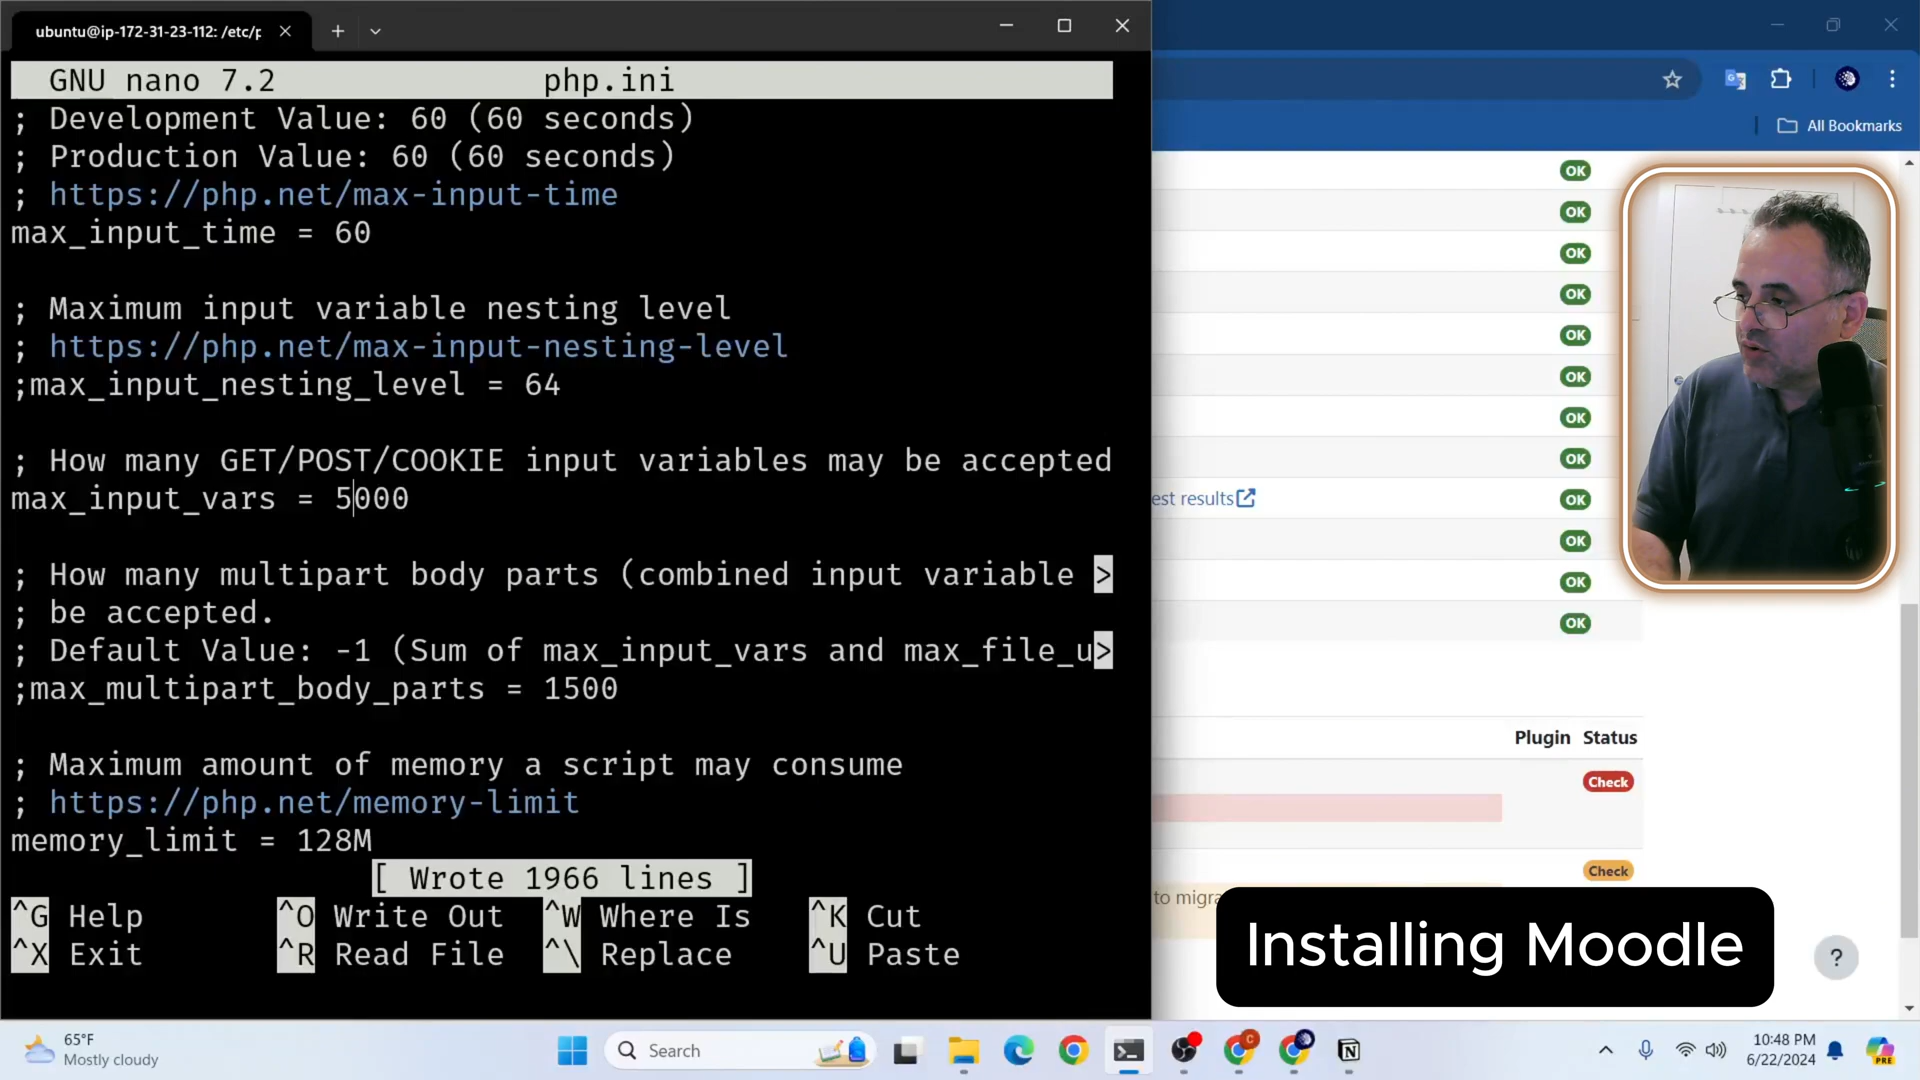 ubuntu@ip-172-31-23-112: /etc/p
GNU nano 7.2 php.ini
; Development Value: 60 (60 seconds)
; Production Value: 60 (60 seconds)
; https://php.net/max-input-time
max_input_time = 60
; Maximum input variable nesting level
; https://php.net/max-input-nesting-level
;max_input_nesting_level = 64
; How many GET/POST/COOKIE input variables may be accepted
max_input_vars = 5000
; How many multipart body parts (combined input variable >
; be accepted.
; Default Value: -1 (Sum of max_input_vars and max_file_u>
;max_multipart_body_parts = 1500
; Maximum amount of memory a script may consume
; https://php.net/memory-limit
memory_limit = 128M
[ Wrote 1966 lines ]
^G Help ^O Write Out ^W Where Is ^K Cut
^X Exit ^R Read File ^\ Replace ^U Paste
All Bookmarks
OK
OK
OK
OK
OK
OK
OK
OK
est results OK
OK
OK
OK
Plugin Status
Check
Check
to migra
Installing Moodle
?
65°F
Mostly cloudy
Search
C
N
10:48 PM
6/22/2024
PRE